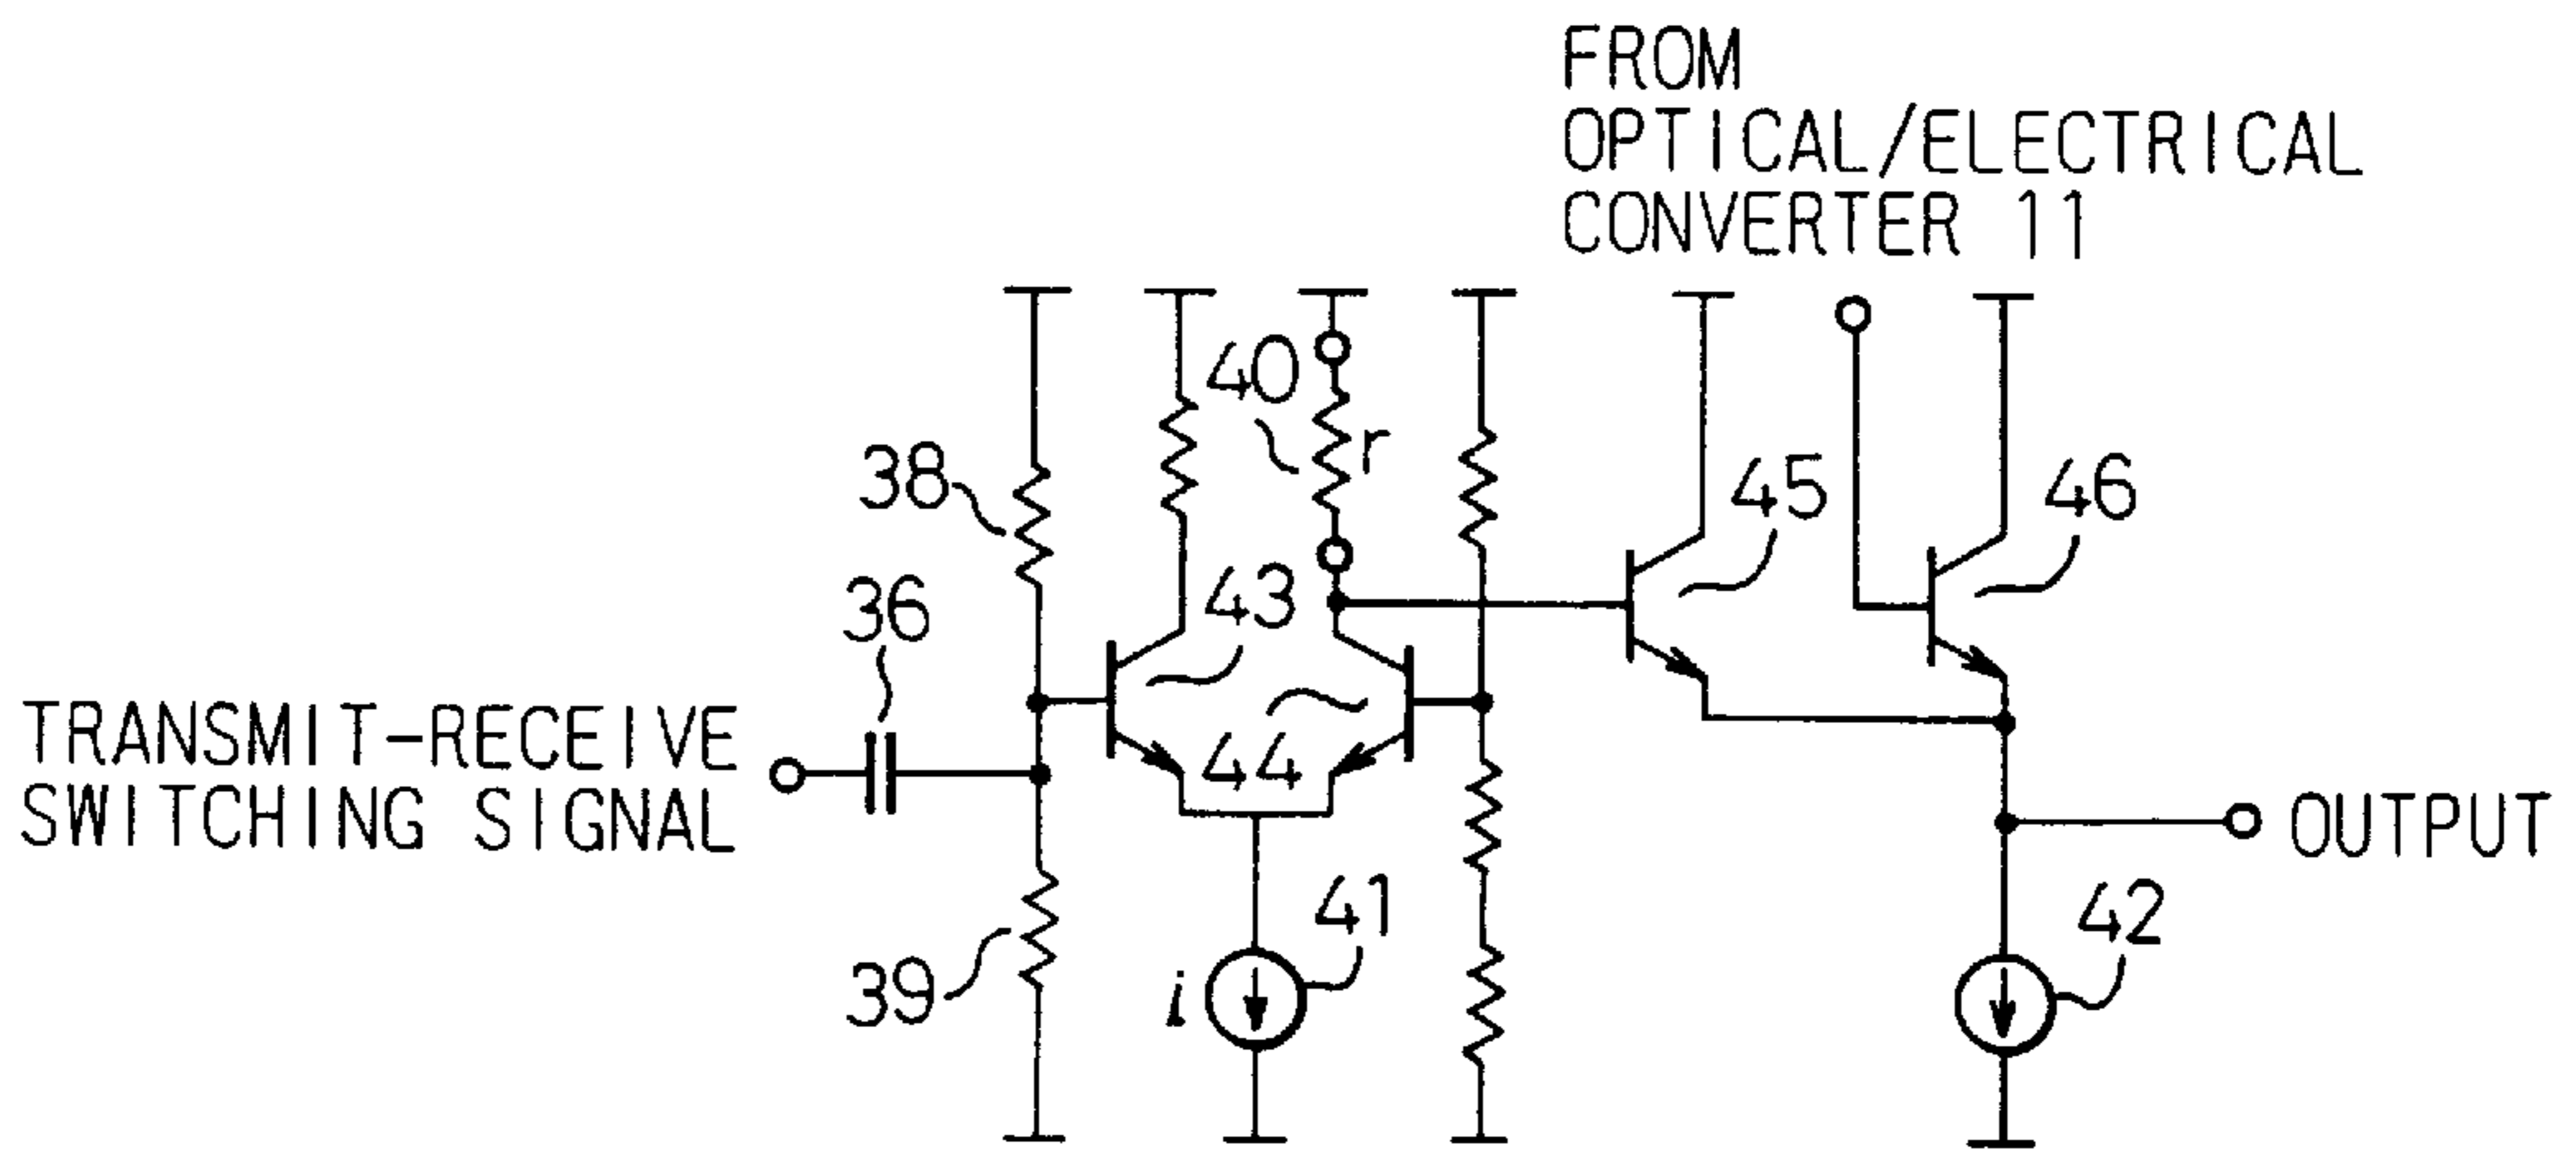 FROM
OPTICAL/ELECTRICAL
CONVERTER 11
40
r
38
45
46
36
43
TRANSMIT-RECEIVE
SWITCHING SIGNAL
44
OUTPUT
41
42
39
i